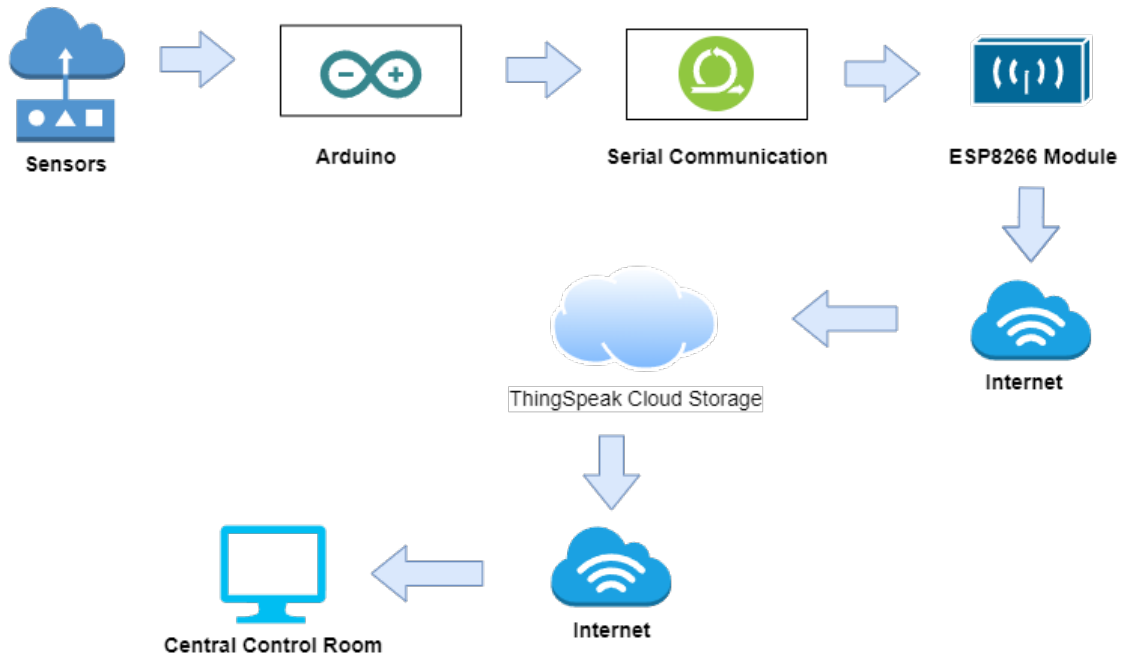 Sensors
Arduino
Serial Communication
ESP8266 Module
Internet
ThingSpeak Cloud Storage
Internet
Central Control Room